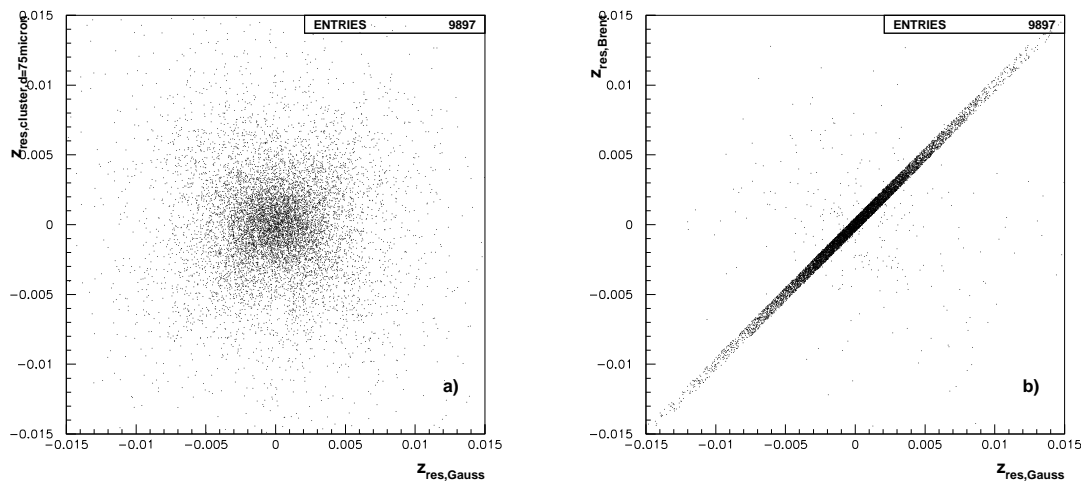 z_res,cluster d=75micron
ENTRIES 9897
0.015
0.01
0.005
0
−0.005
−0.01
−0.015
a)
−0.015 −0.01 −0.005 0 0.005 0.01 0.015
z_res,Gauss
z_res,Brent
ENTRIES 9897
0.015
0.01
0.005
0
−0.005
−0.01
−0.015
b)
−0.015 −0.01 −0.005 0 0.005 0.01 0.015
z_res,Gauss